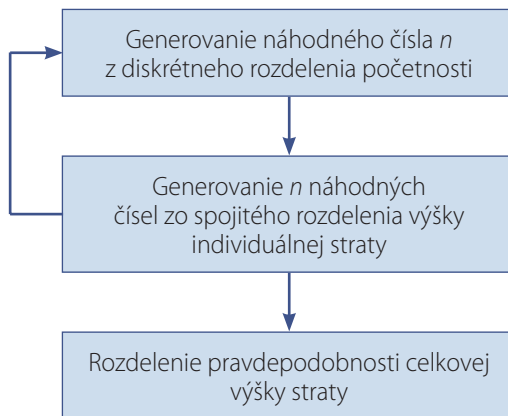 Generovanie náhodného čísla n
z diskrétneho rozdelenia početnosti
Generovanie n náhodných
čísel zo spojitého rozdelenia výšky
individuálnej straty
Rozdelenie pravdepodobnosti celkovej
výšky straty